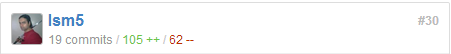 lsm5 #30
19 commits / 105 ++ / 62 --